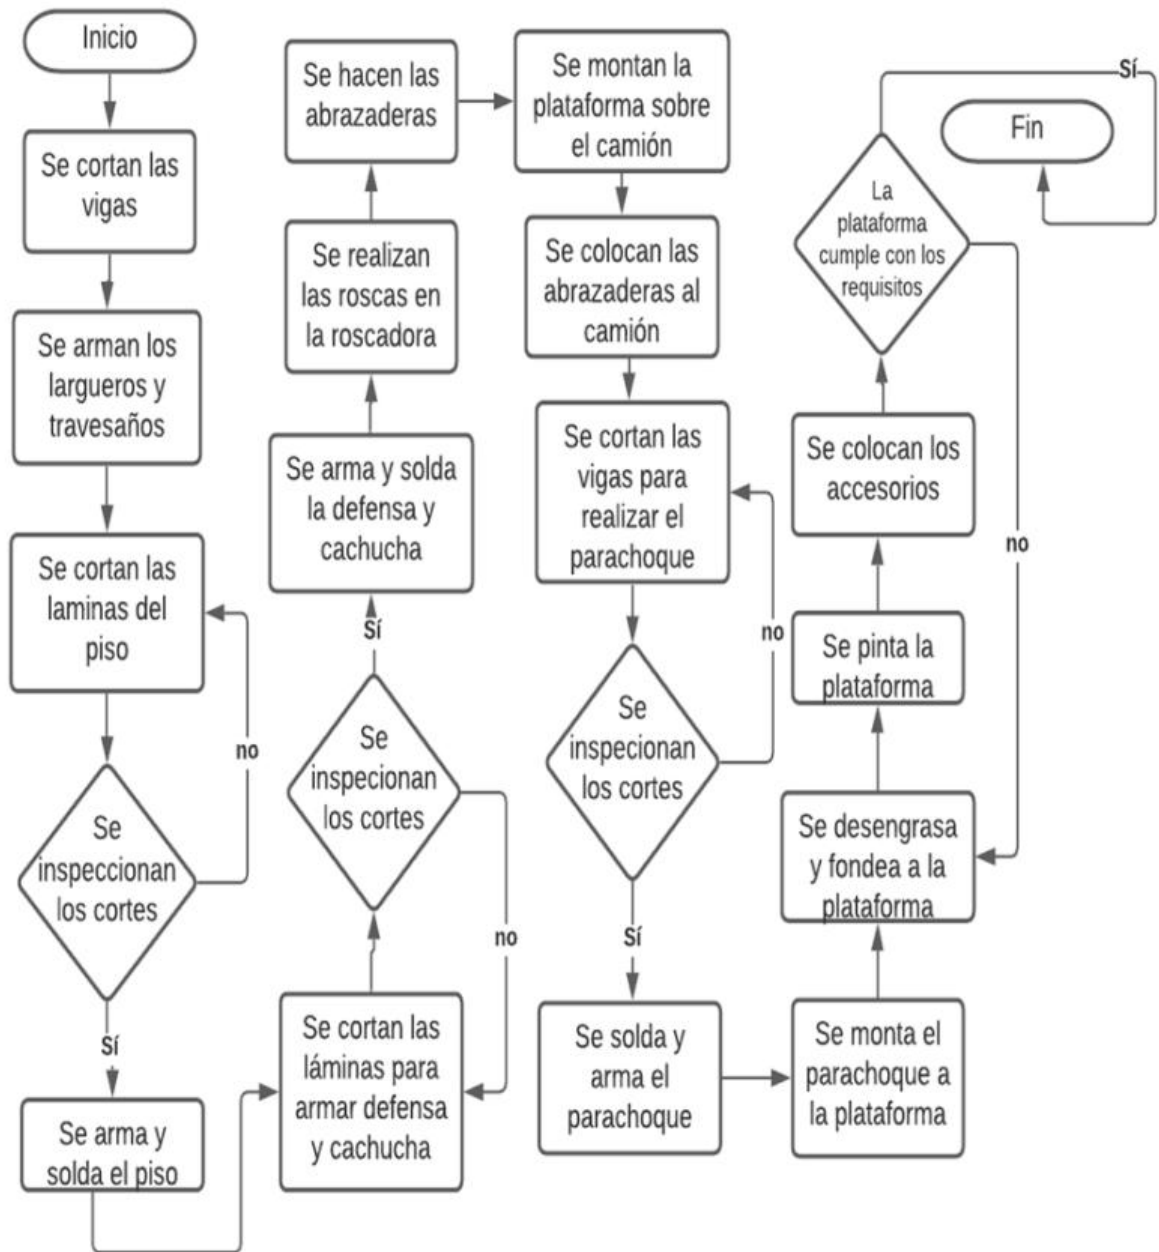 Inicio
Se cortan las
vigas
Se arman los
largueros y
travesaños
Se cortan las
laminas del
piso
no
Se
inspeccionan
los cortes
Sí
Se arma y
solda el piso
Se cortan las
láminas para
armar defensa
y cachucha
no
Se
inspecionan
los cortes
Sí
Se arma y solda
la defensa y
cachucha
Se realizan
las roscas en
la roscadora
Se hacen las
abrazaderas
Se montan la
plataforma sobre
el camión
Se colocan las
abrazaderas al
camión
Se cortan las
vigas para
realizar el
parachoque
no
Se
inspecionan
los cortes
Sí
Se solda y
arma el
parachoque
Se monta el
parachoque a
la plataforma
Se desengrasa
y fondea a la
plataforma
Se pinta la
plataforma
Se colocan los
accesorios
no
La
plataforma
cumple con los
requisitos
Sí
Fin